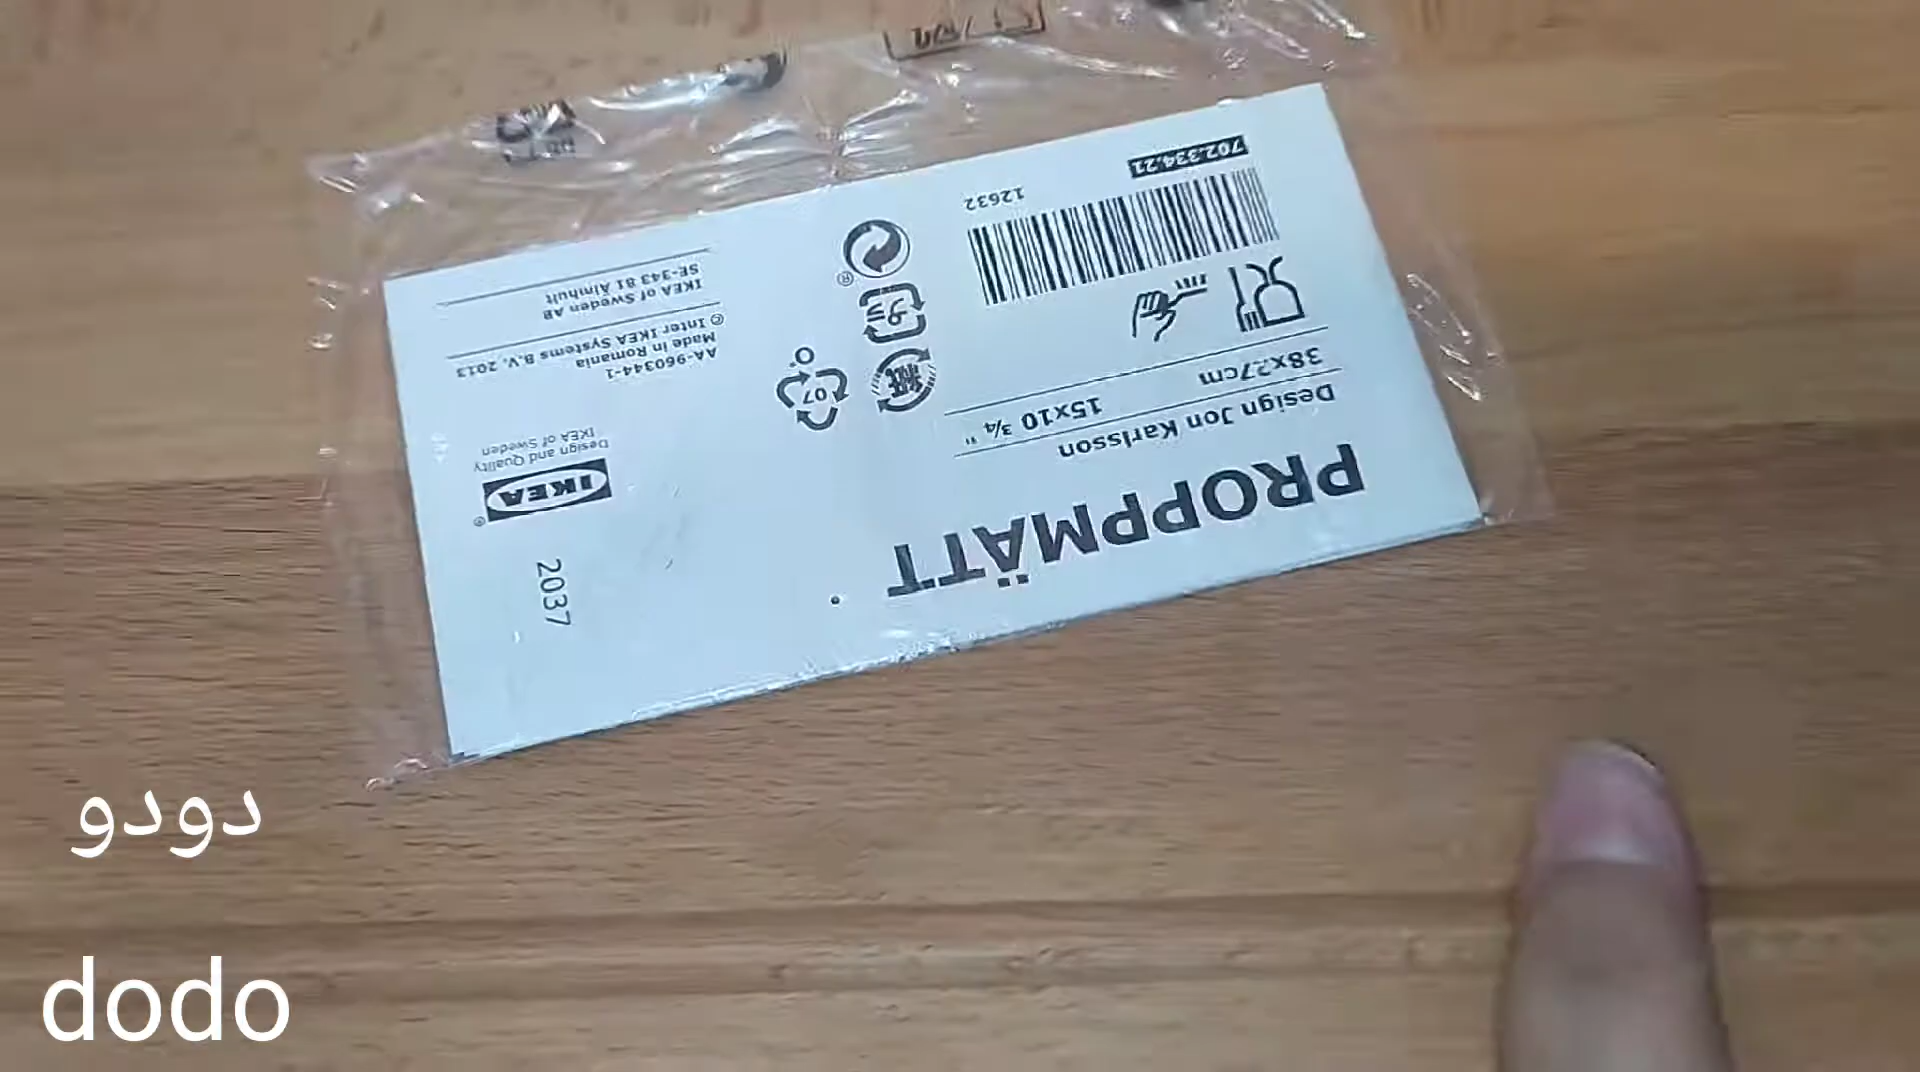 PROPPMÄTT
Design Jon Karlsson
38x27cm
15x10 ¾ "
702.334.21
12632
07
O
AA-960344-1
Made in Romania
© Inter IKEA Systems B.V. 2013
IKEA of Sweden AB
SE-343 81 Älmhult
IKEA®
Design and Quality
IKEA of Sweden
2037
دودو
dodo